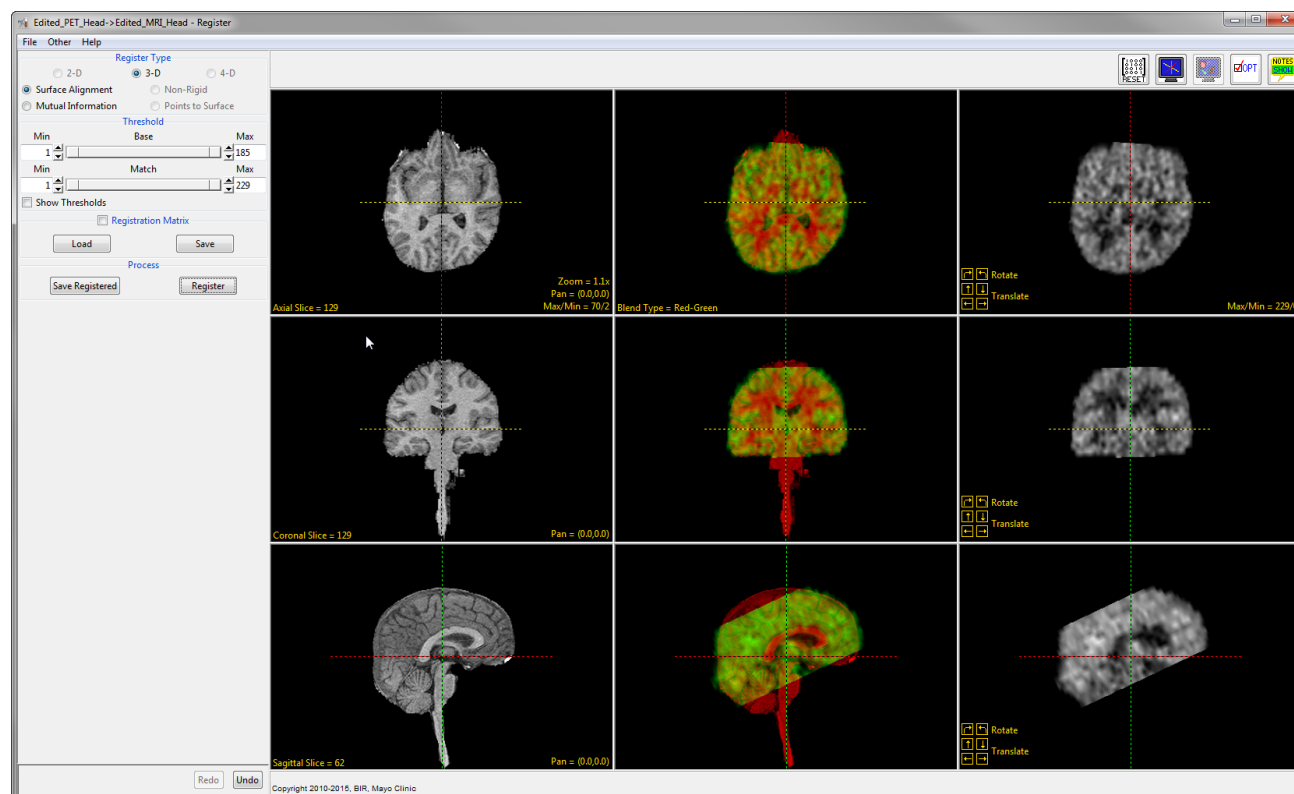 Edited_PET_Head->Edited_MRI_Head - Register
File Other Help
Register Type
2-D 3-D 4-D
Surface Alignment Non-Rigid
Mutual Information Points to Surface
Threshold
Min Base Max
1 185
Min Match Max
1 229
Show Thresholds
Registration Matrix
Load Save
Process
Save Registered Register
RESET
OPT
NOTES
SHOW
Zoom = 1.1x
Pan = (0.0,0.0)
Axial Slice = 129 Max/Min = 70/2
Blend Type = Red-Green
Rotate
Translate
Max/Min = 229/
Coronal Slice = 129 Pan = (0.0,0.0)
Rotate
Translate
Sagittal Slice = 62 Pan = (0.0,0.0)
Rotate
Translate
Redo Undo
Copyright 2010-2015, BIR, Mayo Clinic